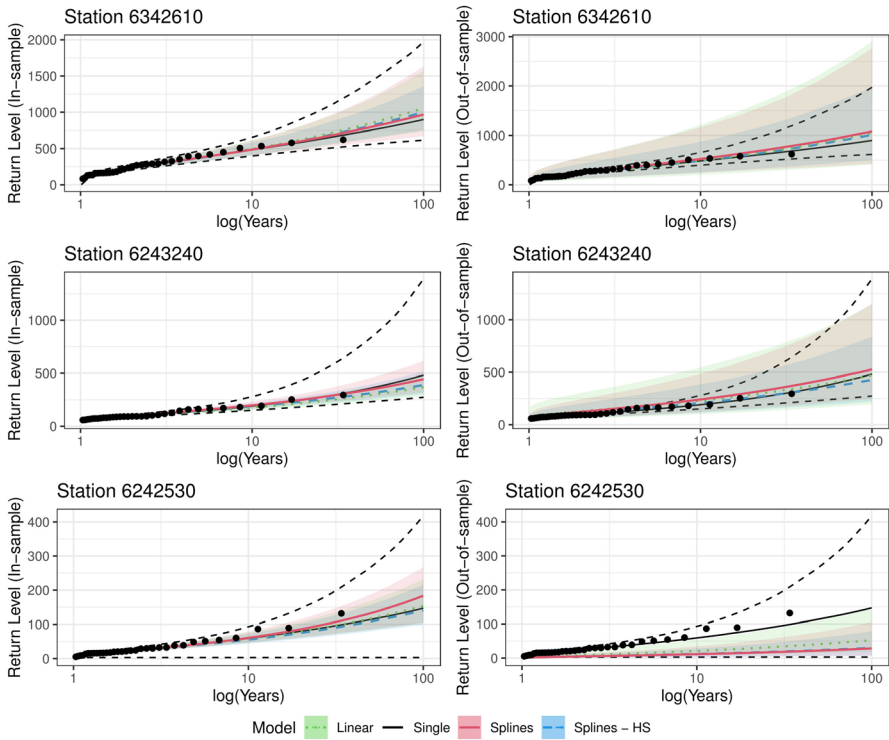 Station 6342610
Return Level (In−sample)
2000
1500
1000
500
0
1
10
100
log(Years)
Station 6342610
Return Level (Out−of−sample)
3000
2000
1000
0
1
10
100
log(Years)
Station 6243240
Return Level (In−sample)
1000
500
0
1
10
100
log(Years)
Station 6243240
Return Level (Out−of−sample)
1000
500
0
1
10
100
log(Years)
Station 6242530
Return Level (In−sample)
400
300
200
100
0
1
10
100
log(Years)
Station 6242530
Return Level (Out−of−sample)
400
300
200
100
0
1
10
100
log(Years)
Model Linear Single Splines Splines − HS